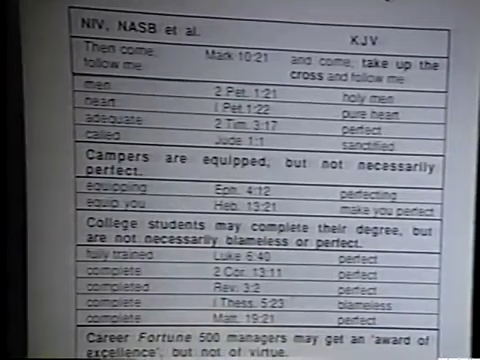 NIV, NASB et al. KJV
Then come, Mark 10:21 and come, take up the
follow me cross and follow me
men 2 Pet. 1:21 holy men
heart 1 Pet. 1:22 pure heart
adequate 2 Tim. 3:17 perfect
called Jude 1:1 sanctified
Campers are equipped, but not necessarily
perfect.
equipping Eph. 4:12 perfecting
equip you Heb. 13:21 make you perfect
College students may complete their degree, but
are not necessarily blameless or perfect.
fully trained Luke 6:40 perfect
complete 2 Cor. 13:11 perfect
completed Rev. 3:2 perfect
complete 1 Thess. 5:23 blameless
complete Matt. 19:21 perfect
Career Fortune 500 managers may get an 'award of
excellence', but not of virtue.